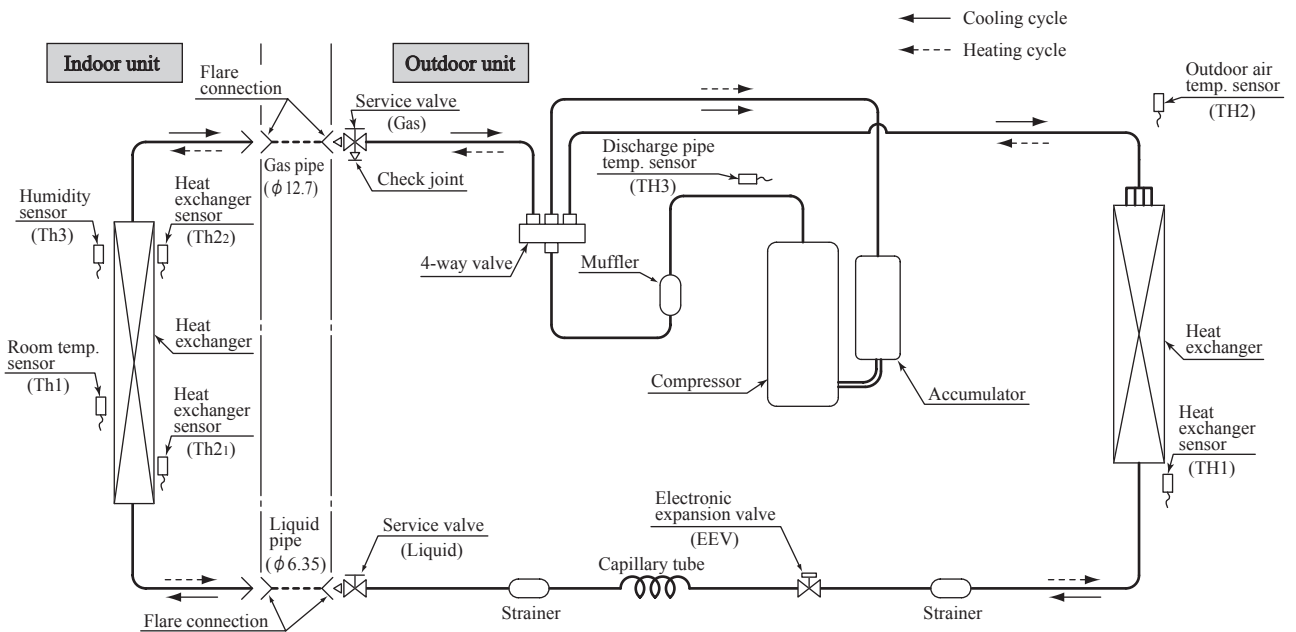 Cooling cycle
Heating cycle
Indoor unit
Outdoor unit
Flare
connection
Service valve
(Gas)
Outdoor air
temp. sensor
(TH2)
Discharge pipe
temp. sensor
(TH3)
Gas pipe
(ϕ12.7)
Check joint
Humidity
sensor
(Th3)
Heat
exchanger
sensor
(Th22)
4-way valve
Muffler
Room temp.
sensor
(Th1)
Heat
exchanger
Heat
exchanger
Compressor
Accumulator
Heat
exchanger
sensor
(Th21)
Heat
exchanger
sensor
(TH1)
Liquid
pipe
(ϕ6.35)
Service valve
(Liquid)
Electronic
expansion valve
(EEV)
Capillary tube
Strainer
Strainer
Flare connection